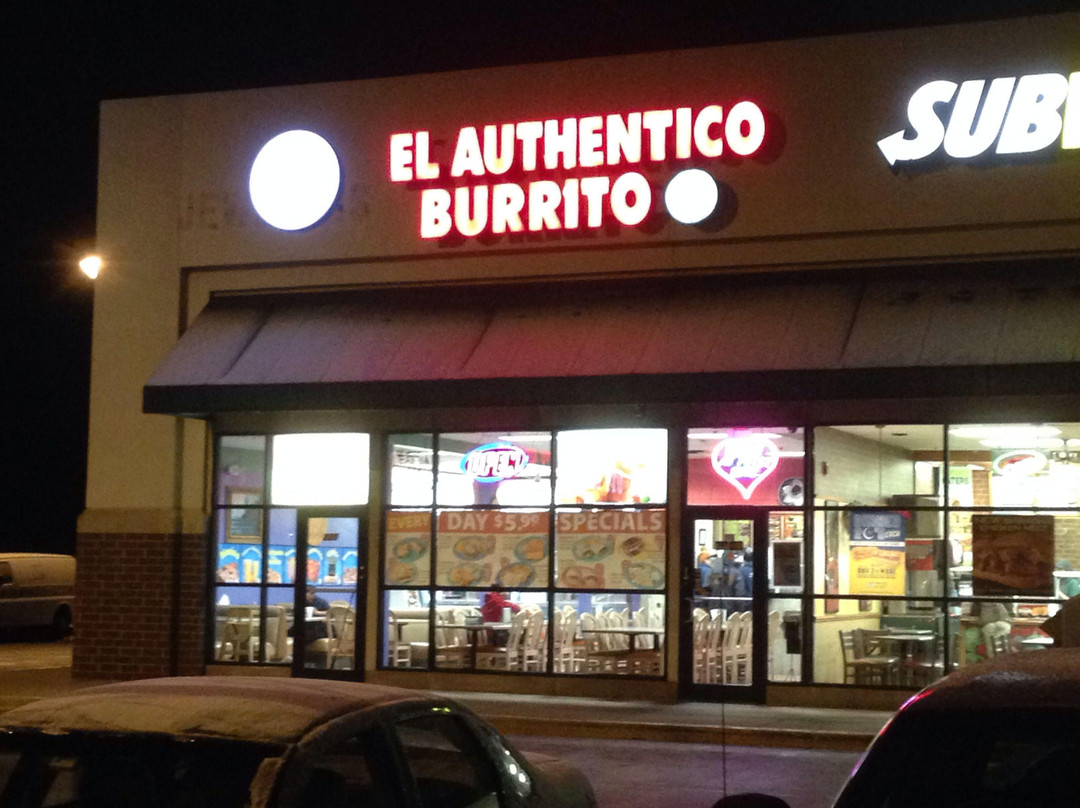 EL AUTHENTICO
BURRITO
SUB
OPEN
EVERY DAY $5.99 SPECIALS